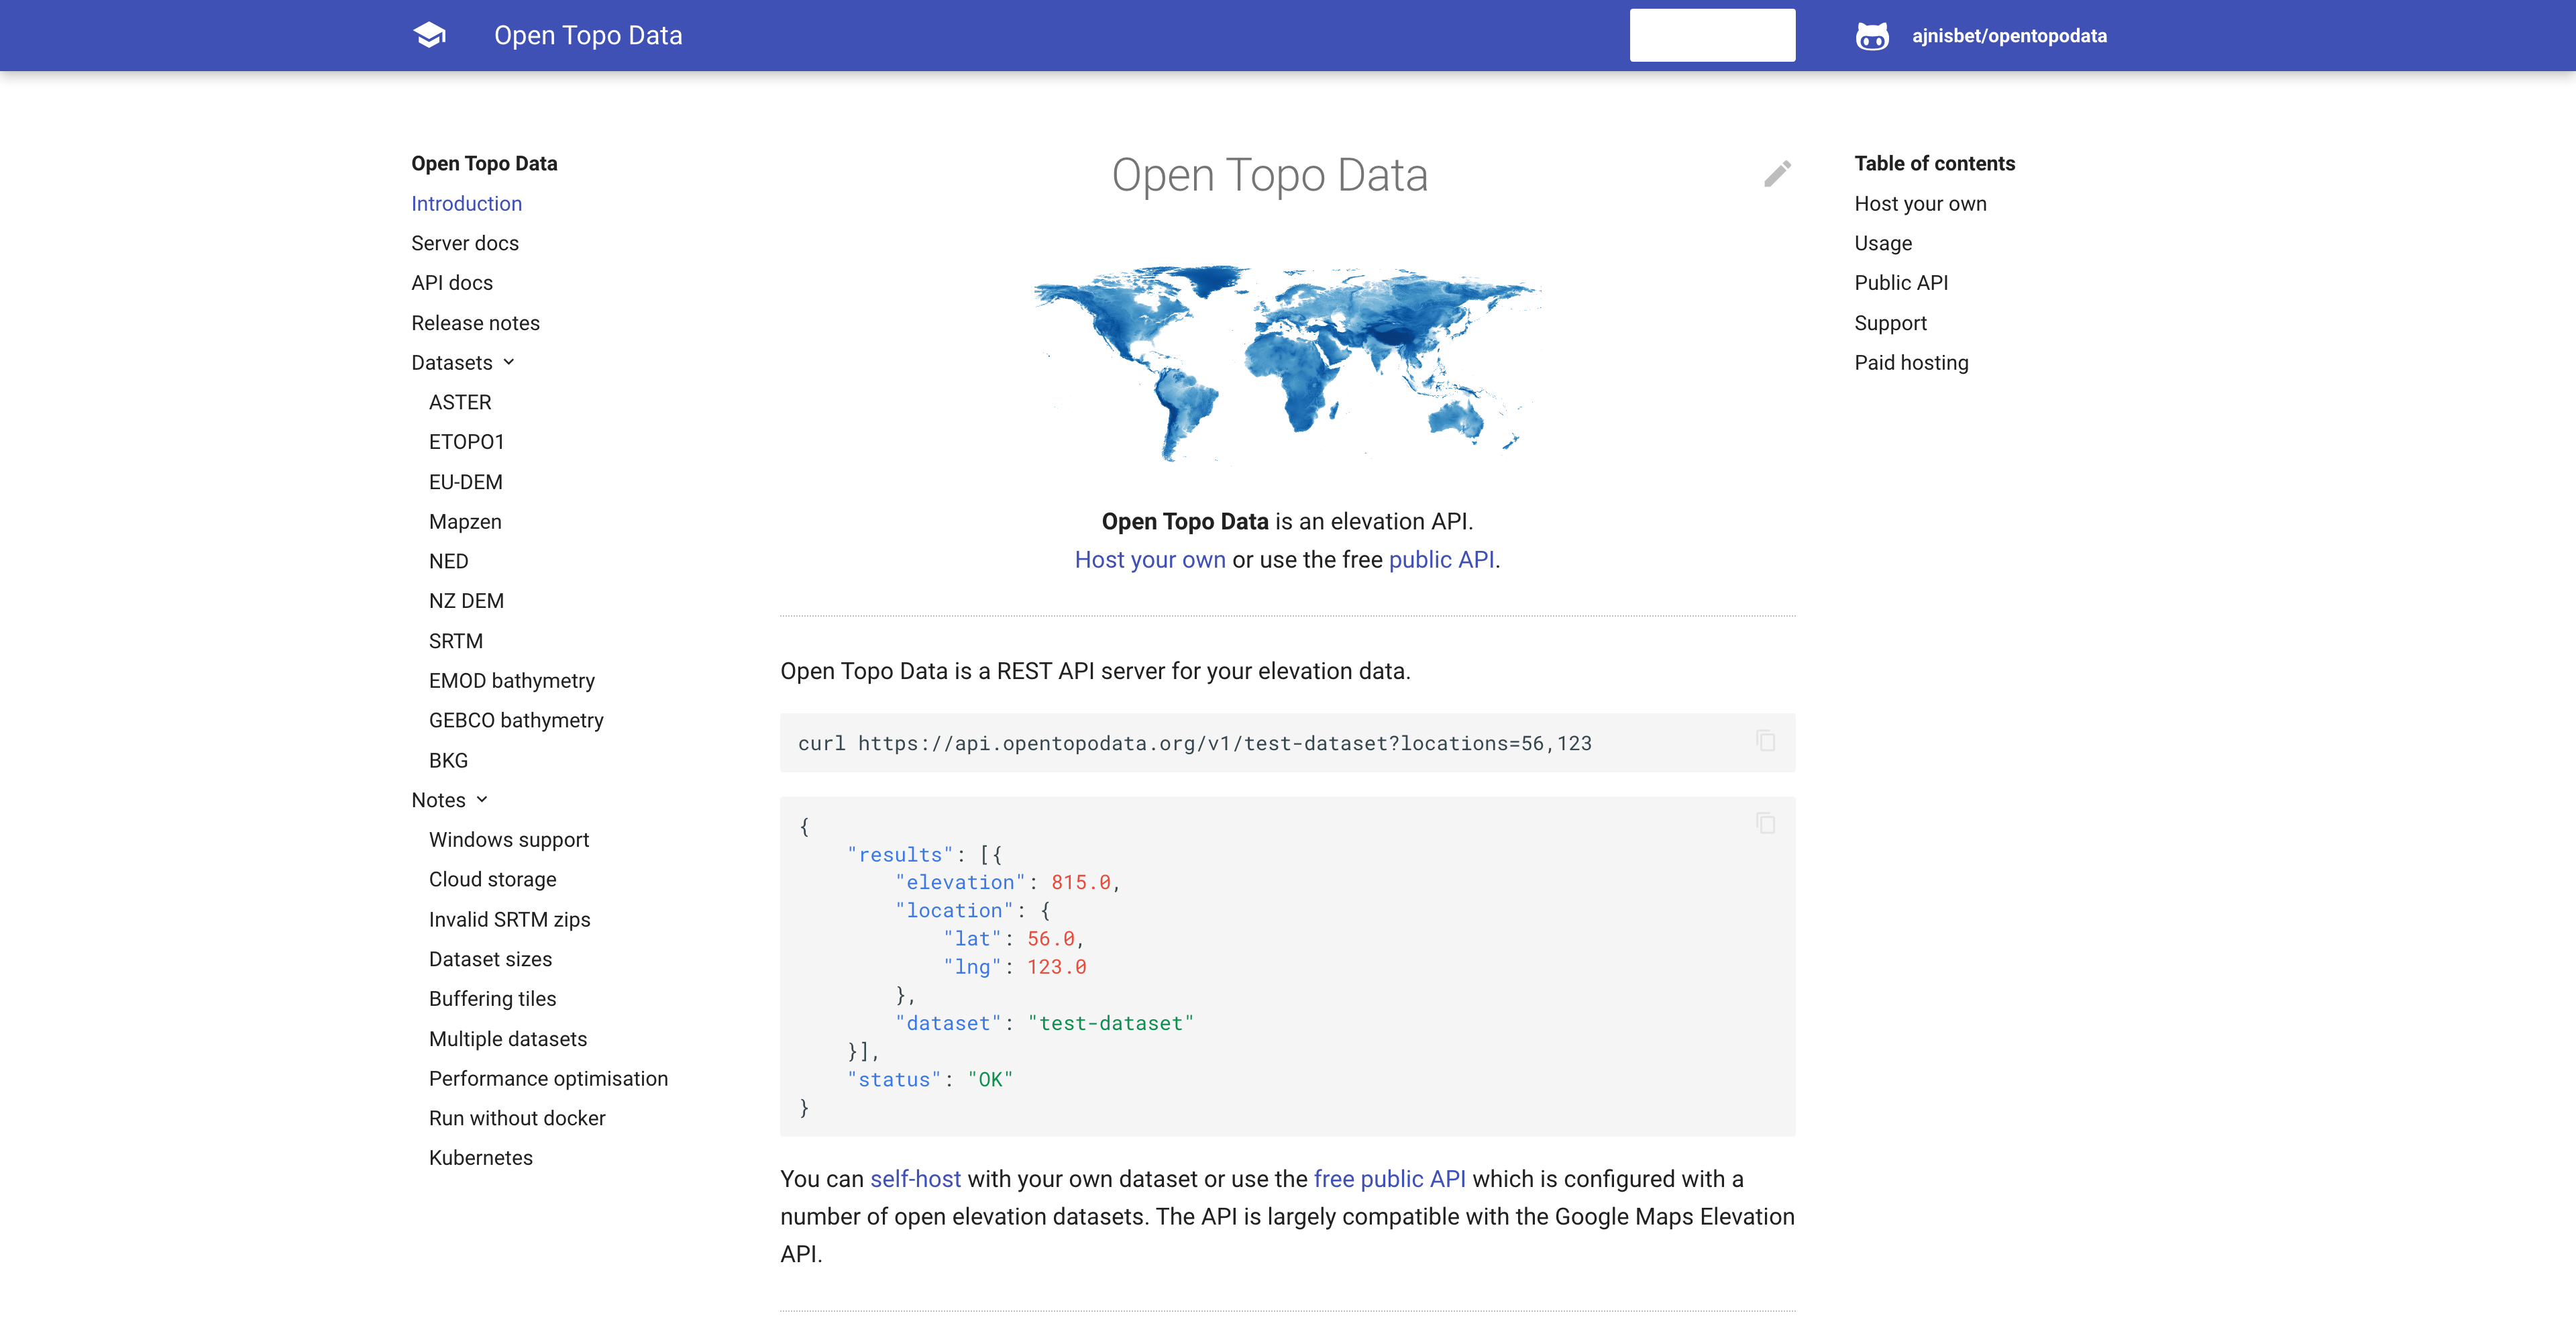 Open Topo Data
ajnisbet/opentopodata
Open Topo Data
Introduction
Server docs
API docs
Release notes
Datasets
ASTER
ETOPO1
EU-DEM
Mapzen
NED
NZ DEM
SRTM
EMOD bathymetry
GEBCO bathymetry
BKG
Notes
Windows support
Cloud storage
Invalid SRTM zips
Dataset sizes
Buffering tiles
Multiple datasets
Performance optimisation
Run without docker
Kubernetes
Open Topo Data
Open Topo Data is an elevation API.
Host your own or use the free public API.
Open Topo Data is a REST API server for your elevation data.
curl https://api.opentopodata.org/v1/test-dataset?locations=56,123
{
    "results": [{
        "elevation": 815.0,
        "location": {
            "lat": 56.0,
            "lng": 123.0
        },
        "dataset": "test-dataset"
    }],
    "status": "OK"
}
You can self-host with your own dataset or use the free public API which is configured with a
number of open elevation datasets. The API is largely compatible with the Google Maps Elevation
API.
Table of contents
Host your own
Usage
Public API
Support
Paid hosting